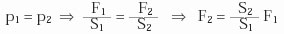 p₁ = p₂ ⇒ F₁/S₁ = F₂/S₂ ⇒ F₂ = S₂/S₁ F₁